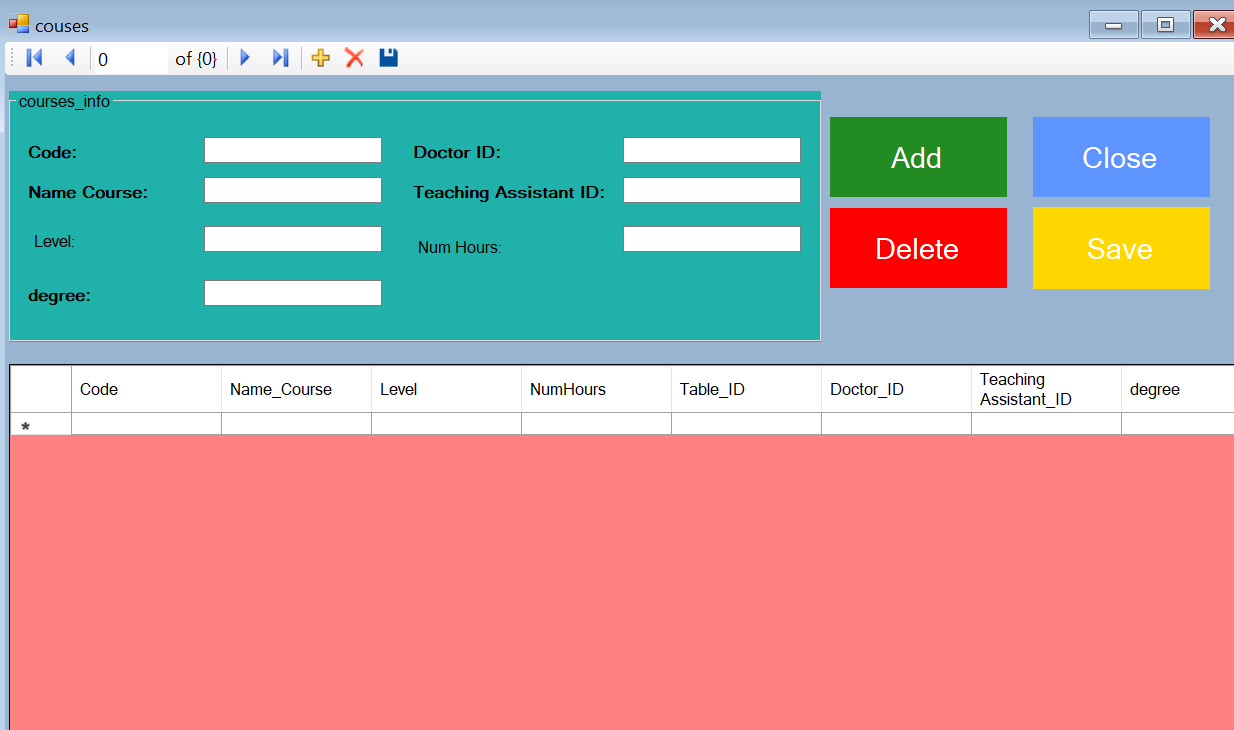 couses
0 of {0}
courses_info
Code: Doctor ID:
Name Course: Teaching Assistant ID:
Level: Num Hours:
degree:
Add Close
Delete Save
Code Name_Course Level NumHours Table_ID Doctor_ID Teaching Assistant_ID degree
*